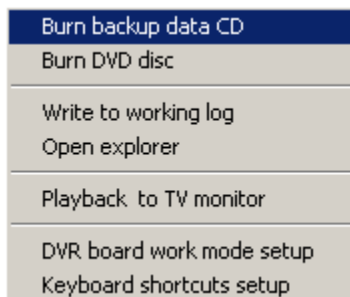 Burn backup data CD
Burn DVD disc
Write to working log
Open explorer
Playback to TV monitor
DVR board work mode setup
Keyboard shortcuts setup